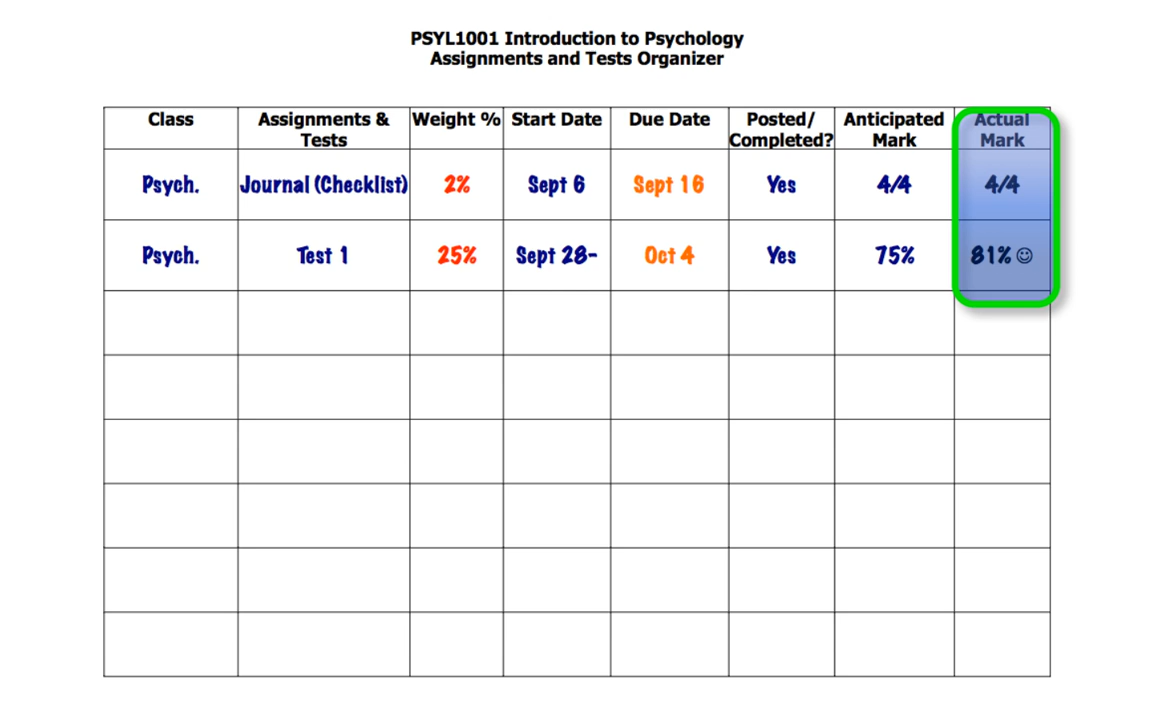 PSYL1001 Introduction to Psychology
Assignments and Tests Organizer
Class Assignments & Tests Weight % Start Date Due Date Posted/ Completed? Anticipated Mark Actual Mark
Psych. Journal (Checklist) 2% Sept 6 Sept 16 Yes 4/4 4/4
Psych. Test 1 25% Sept 28- Oct 4 Yes 75% 81% ☺